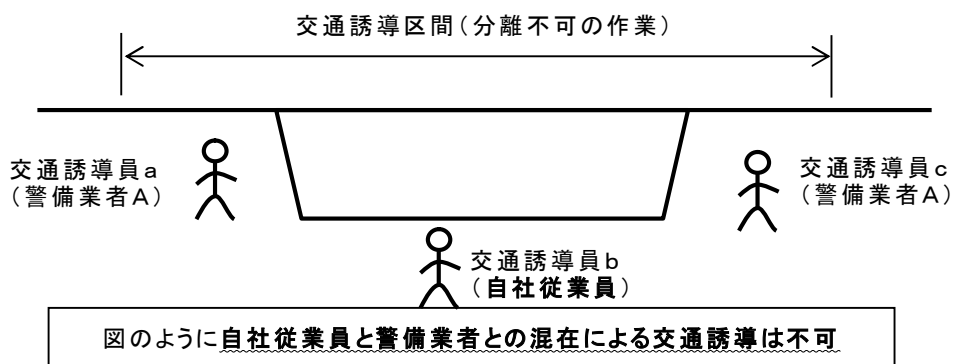 交通誘導区間(分離不可の作業)
交通誘導員a
(警備業者A)
交通誘導員c
(警備業者A)
交通誘導員b
(自社従業員)
図のように自社従業員と警備業者との混在による交通誘導は不可